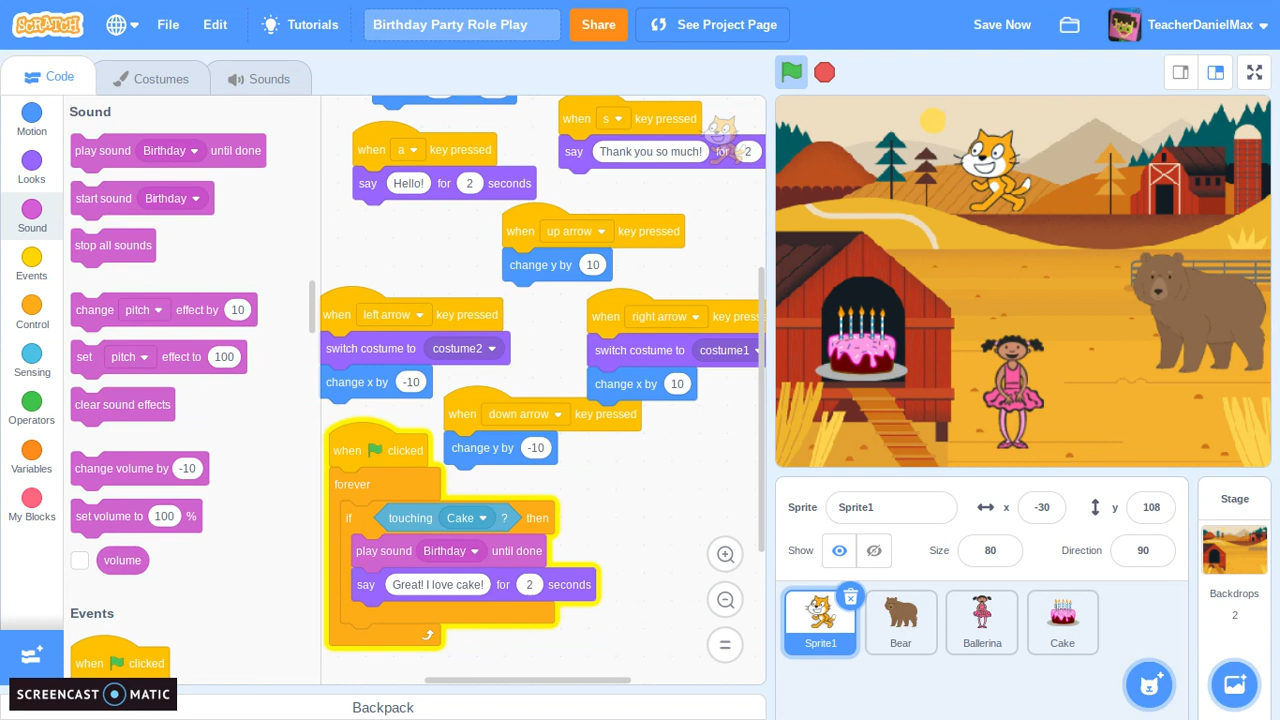 SCRATCH File Edit Tutorials Birthday Party Role Play Share See Project Page Save Now TeacherDanielMax
Code Costumes Sounds
Motion
Looks
Sound
Events
Control
Sensing
Operators
Variables
My Blocks
Sound
play sound Birthday until done
start sound Birthday
stop all sounds
change pitch effect by 10
set pitch effect to 100
clear sound effects
change volume by -10
set volume to 100 %
volume
Events
when clicked
when a key pressed
say Hello! for 2 seconds
when s key pressed
say Thank you so much! for 2
when up arrow key pressed
change y by 10
when left arrow key pressed
switch costume to costume2
change x by -10
when right arrow key press
switch costume to costume1
change x by 10
when down arrow key pressed
change y by -10
when clicked
forever
if touching Cake ? then
play sound Birthday until done
say Great! I love cake! for 2 seconds
Backpack
Sprite Sprite1 x -30 y 108
Show Size 80 Direction 90
Sprite1 Bear Ballerina Cake
Stage
Backdrops
2
SCREENCAST MATIC